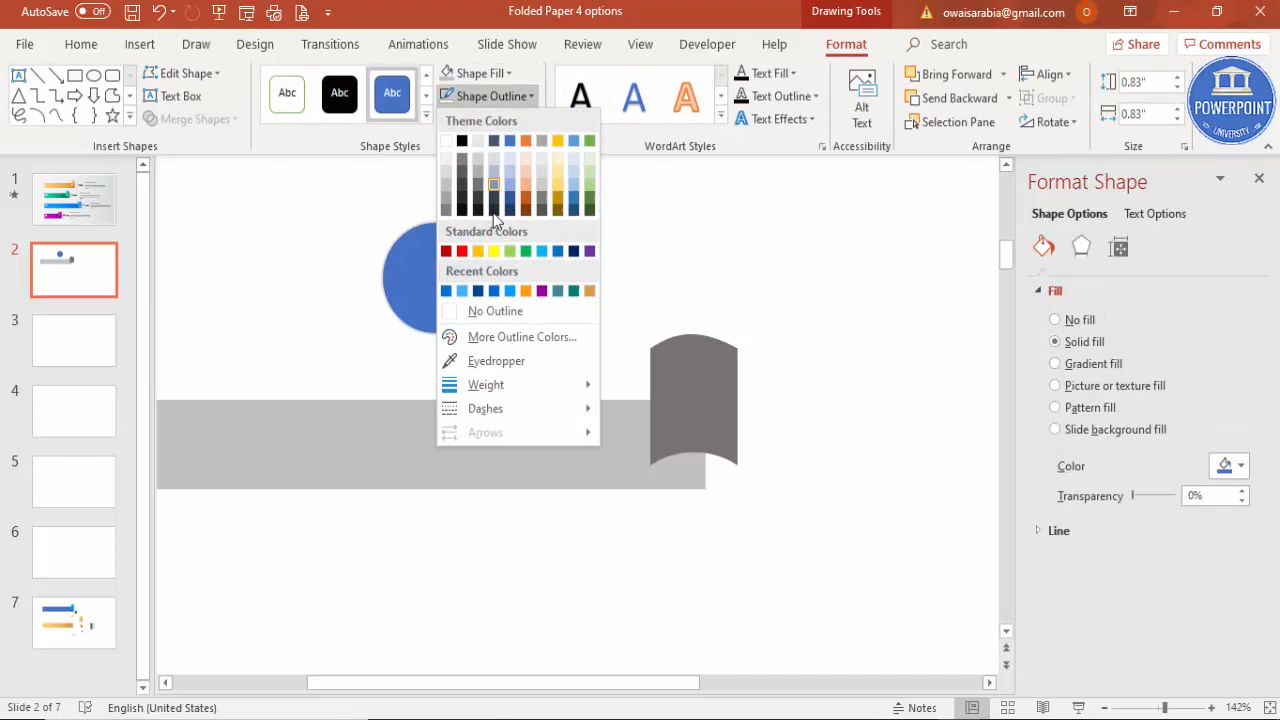 AutoSave Off
Folded Paper 4 options
Drawing Tools
owaisarabia@gmail.com
O
File Home Insert Draw Design Transitions Animations Slide Show Review View Developer Help Format Search Share Comments
Edit Shape
Text Box
Merge Shapes
Insert Shapes
Abc Abc Abc
Shape Styles
Shape Fill
Shape Outline
A A A
WordArt Styles
Text Fill
Text Outline
Text Effects
Alt
Text
Accessibility
Bring Forward
Send Backward
Selection Pane
Align
Group
Rotate
Arrange
0.83"
0.83"
Size
POWERPOINT
UNIVERSITY
Theme Colors
Standard Colors
Recent Colors
No Outline
More Outline Colors...
Eyedropper
Weight
Dashes
Arrows
1
2
3
4
5
6
7
Format Shape
Shape Options Text Options
Fill
No fill
Solid fill
Gradient fill
Picture or texture fill
Pattern fill
Slide background fill
Color
Transparency 0%
Line
Slide 2 of 7 English (United States) Notes 142%